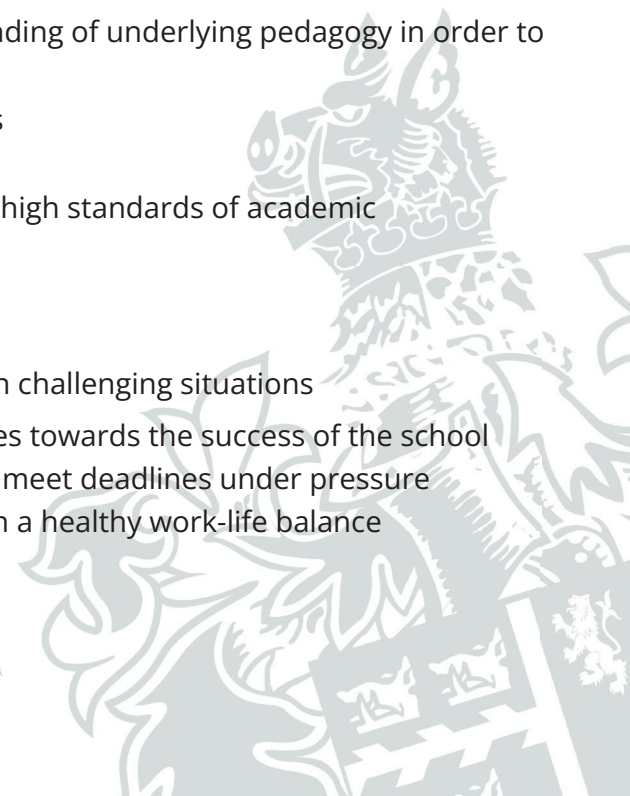 ding of underlying pedagogy in order to
s
high standards of academic
n challenging situations
es towards the success of the school
meet deadlines under pressure
n a healthy work-life balance